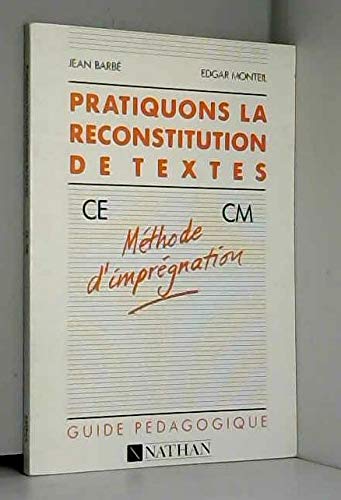 JEAN BARBÉ
EDGAR MONTEIL
PRATIQUONS LA
RECONSTITUTION
DE TEXTES
CE CM
Méthode
d'imprégnation
GUIDE PÉDAGOGIQUE
NATHAN